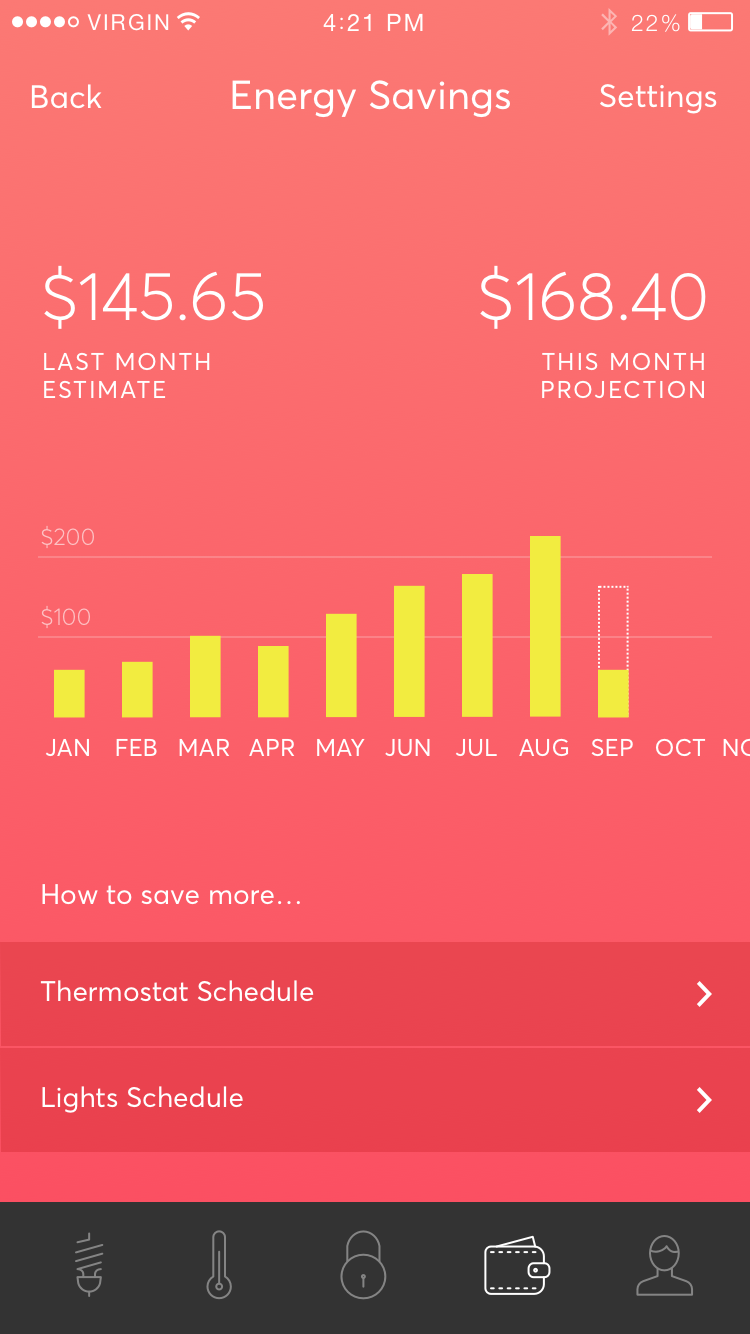 VIRGIN 4:21 PM 22%
Back Energy Savings Settings
$145.65 $168.40
LAST MONTH THIS MONTH
ESTIMATE PROJECTION
$200
$100
JAN FEB MAR APR MAY JUN JUL AUG SEP OCT NO
How to save more...
Thermostat Schedule
Lights Schedule